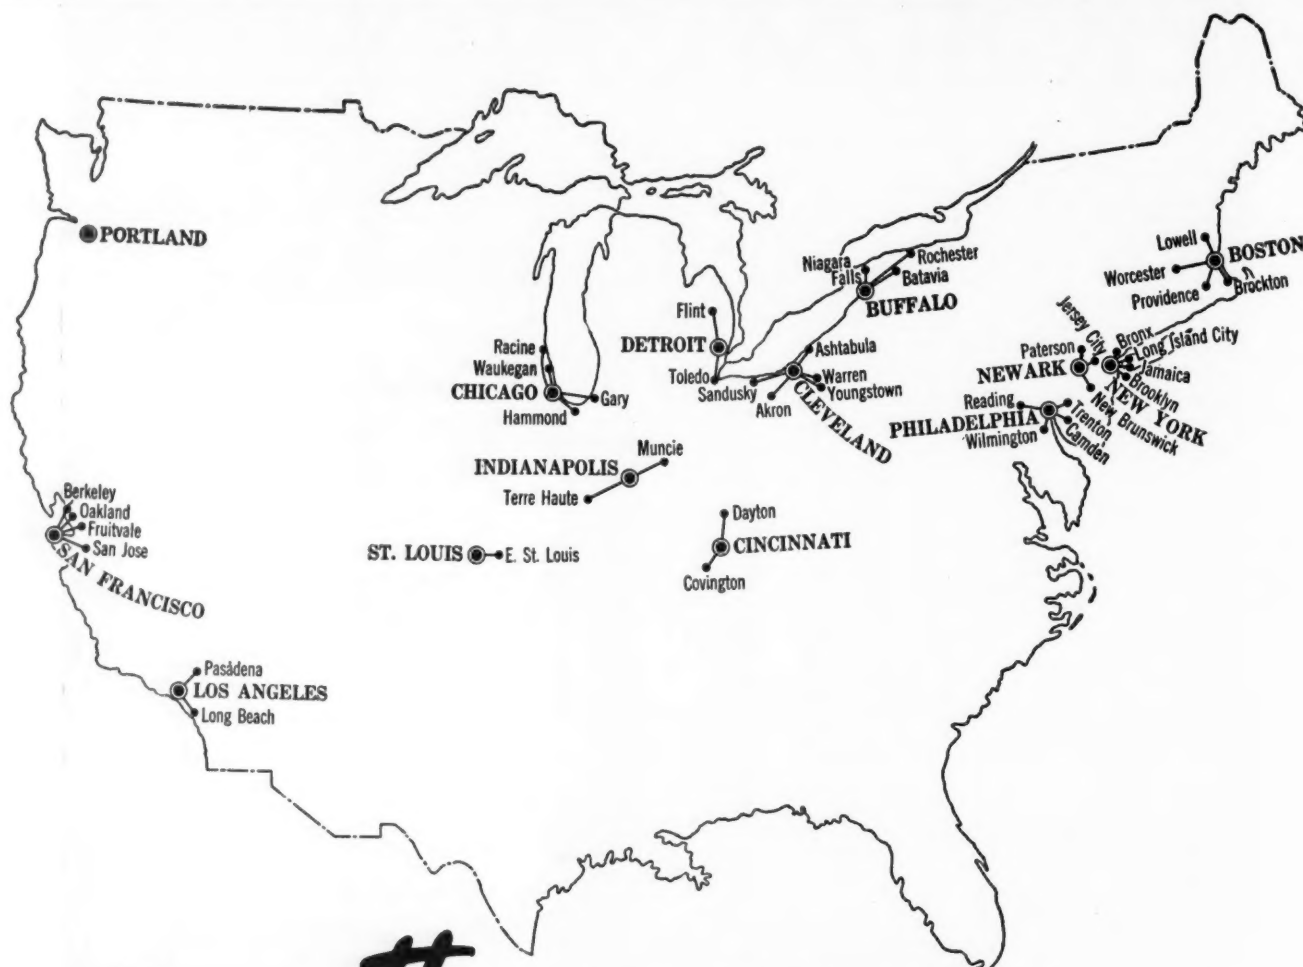 PORTLAND
Lowell
BOSTON
Worcester
Providence
Brockton
Niagara
Falls
Rochester
Batavia
BUFFALO
Flint
DETROIT
Toledo
Racine
Waukegan
CHICAGO
Gary
Hammond
Ashtabula
Warren
Youngstown
Sandusky
Akron
CLEVELAND
Jersey City
Bronx
Long Island City
Jamaica
Brooklyn
NEW YORK
Paterson
NEWARK
New Brunswick
Reading
PHILADELPHIA
Trenton
Camden
Wilmington
Muncie
INDIANAPOLIS
Terre Haute
Dayton
CINCINNATI
Covington
ST. LOUIS
E. St. Louis
Berkeley
Oakland
Fruitvale
San Jose
SAN FRANCISCO
Pasadena
LOS ANGELES
Long Beach